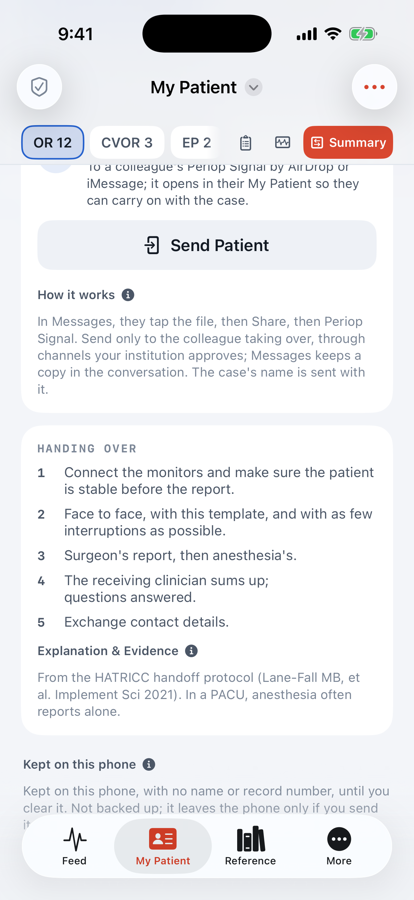 9:41
My Patient
OR 12
CVOR 3
EP 2
Summary
To a colleague's Periop Signal by AirDrop or
iMessage; it opens in their My Patient so they
can carry on with the case.
Send Patient
How it works
In Messages, they tap the file, then Share, then Periop
Signal. Send only to the colleague taking over, through
channels your institution approves; Messages keeps a
copy in the conversation. The case's name is sent with
it.
HANDING OVER
1 Connect the monitors and make sure the patient
is stable before the report.
2 Face to face, with this template, and with as few
interruptions as possible.
3 Surgeon's report, then anesthesia's.
4 The receiving clinician sums up;
questions answered.
5 Exchange contact details.
Explanation & Evidence
From the HATRICC handoff protocol (Lane-Fall MB, et
al. Implement Sci 2021). In a PACU, anesthesia often
reports alone.
Kept on this phone
Kept on this phone, with no name or record number, until you
clear it. Not backed up; it leaves the phone only if you send
Feed
My Patient
Reference
More